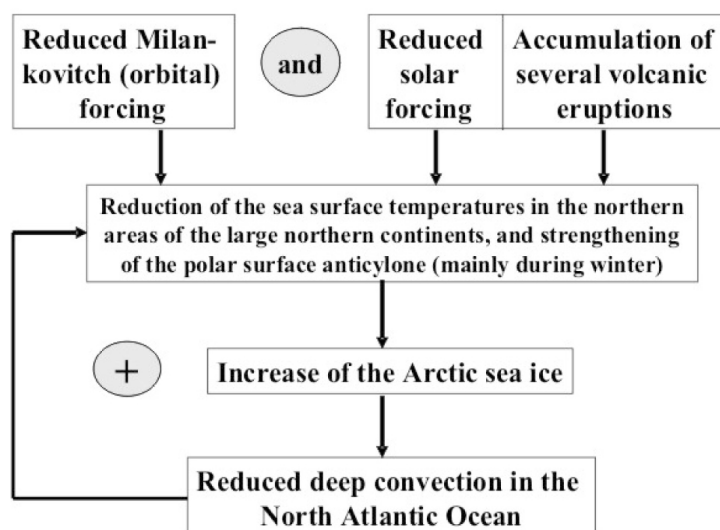 Reduced Milan-
kovitch (orbital)
forcing
and
Reduced
solar
forcing
Accumulation of
several volcanic
eruptions
Reduction of the sea surface temperatures in the northern
areas of the large northern continents, and strengthening
of the polar surface anticylone (mainly during winter)
+
Increase of the Arctic sea ice
Reduced deep convection in the
North Atlantic Ocean